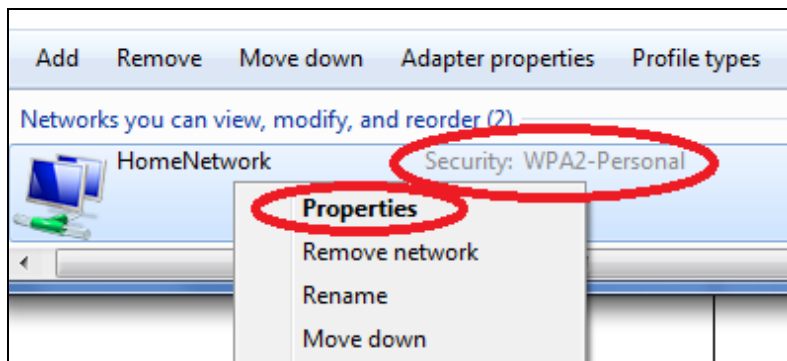 Add Remove Move down Adapter properties Profile types
Networks you can view, modify, and reorder (2)
HomeNetwork Security: WPA2-Personal
Properties
Remove network
Rename
Move down